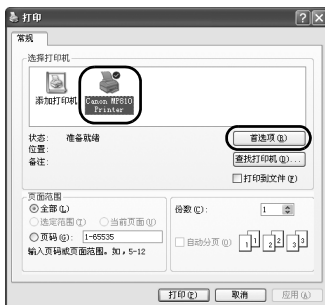 打印
常规
选择打印机
添加打印机
Canon MP810 Printer
状态: 准备就绪
位置:
备注:
首选项(R)
查找打印机(D)...
打印到文件(F)
页面范围
全部(L)
选定范围(T) 当前页面(U)
页码(G): 1-65535
输入页码或页面范围。如，5-12
份数(C): 1
自动分页(O)
1 1 2 2 3 3
打印(P) 取消 应用(A)